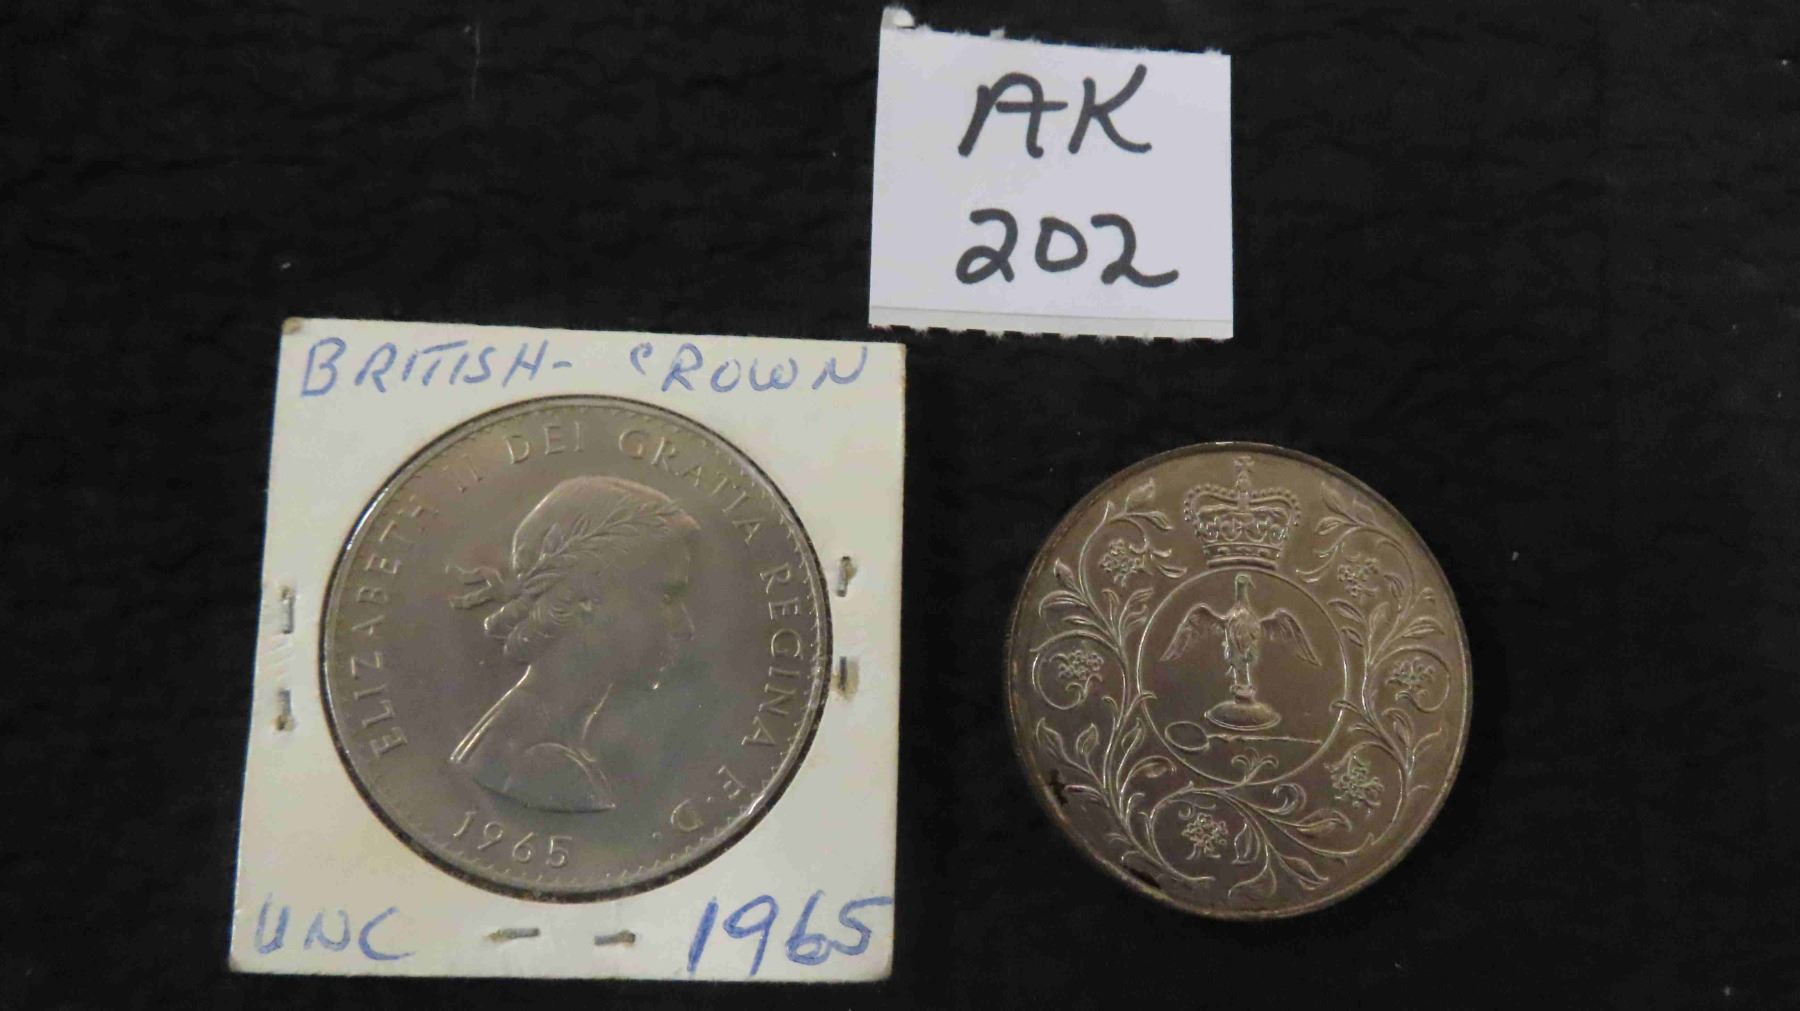 AK
202
BRITISH- CROWN
ELIZABETH II DEI GRATIA REGINA F.D.
1965
UNC
1965